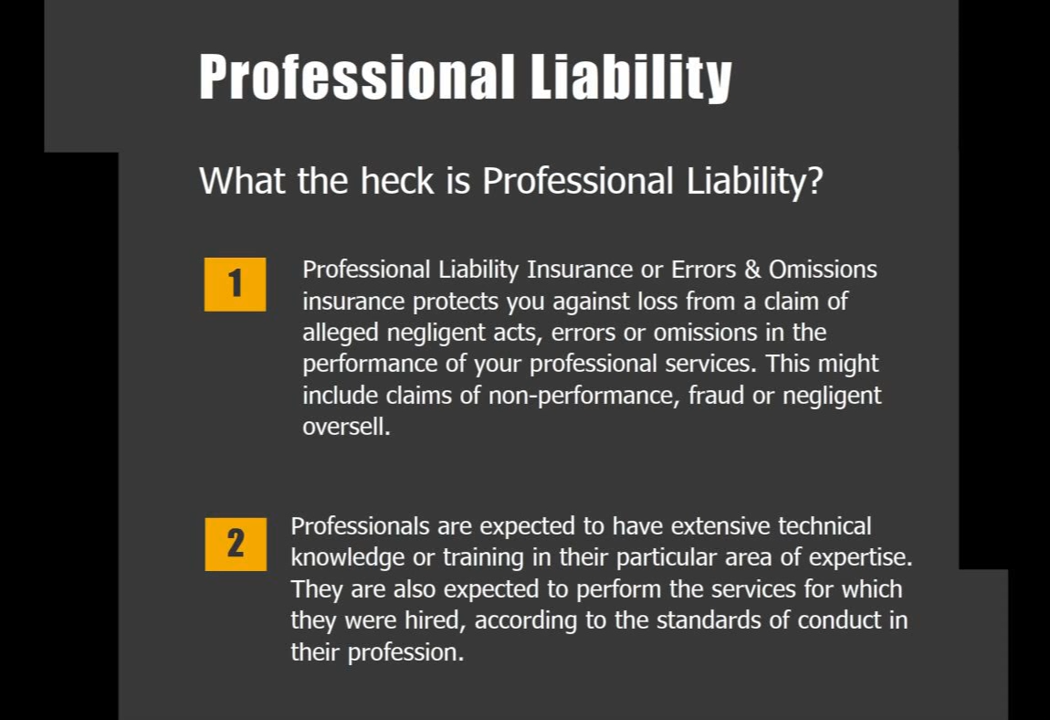 Professional Liability
What the heck is Professional Liability?
1
Professional Liability Insurance or Errors & Omissions
insurance protects you against loss from a claim of
alleged negligent acts, errors or omissions in the
performance of your professional services. This might
include claims of non-performance, fraud or negligent
oversell.
2
Professionals are expected to have extensive technical
knowledge or training in their particular area of expertise.
They are also expected to perform the services for which
they were hired, according to the standards of conduct in
their profession.